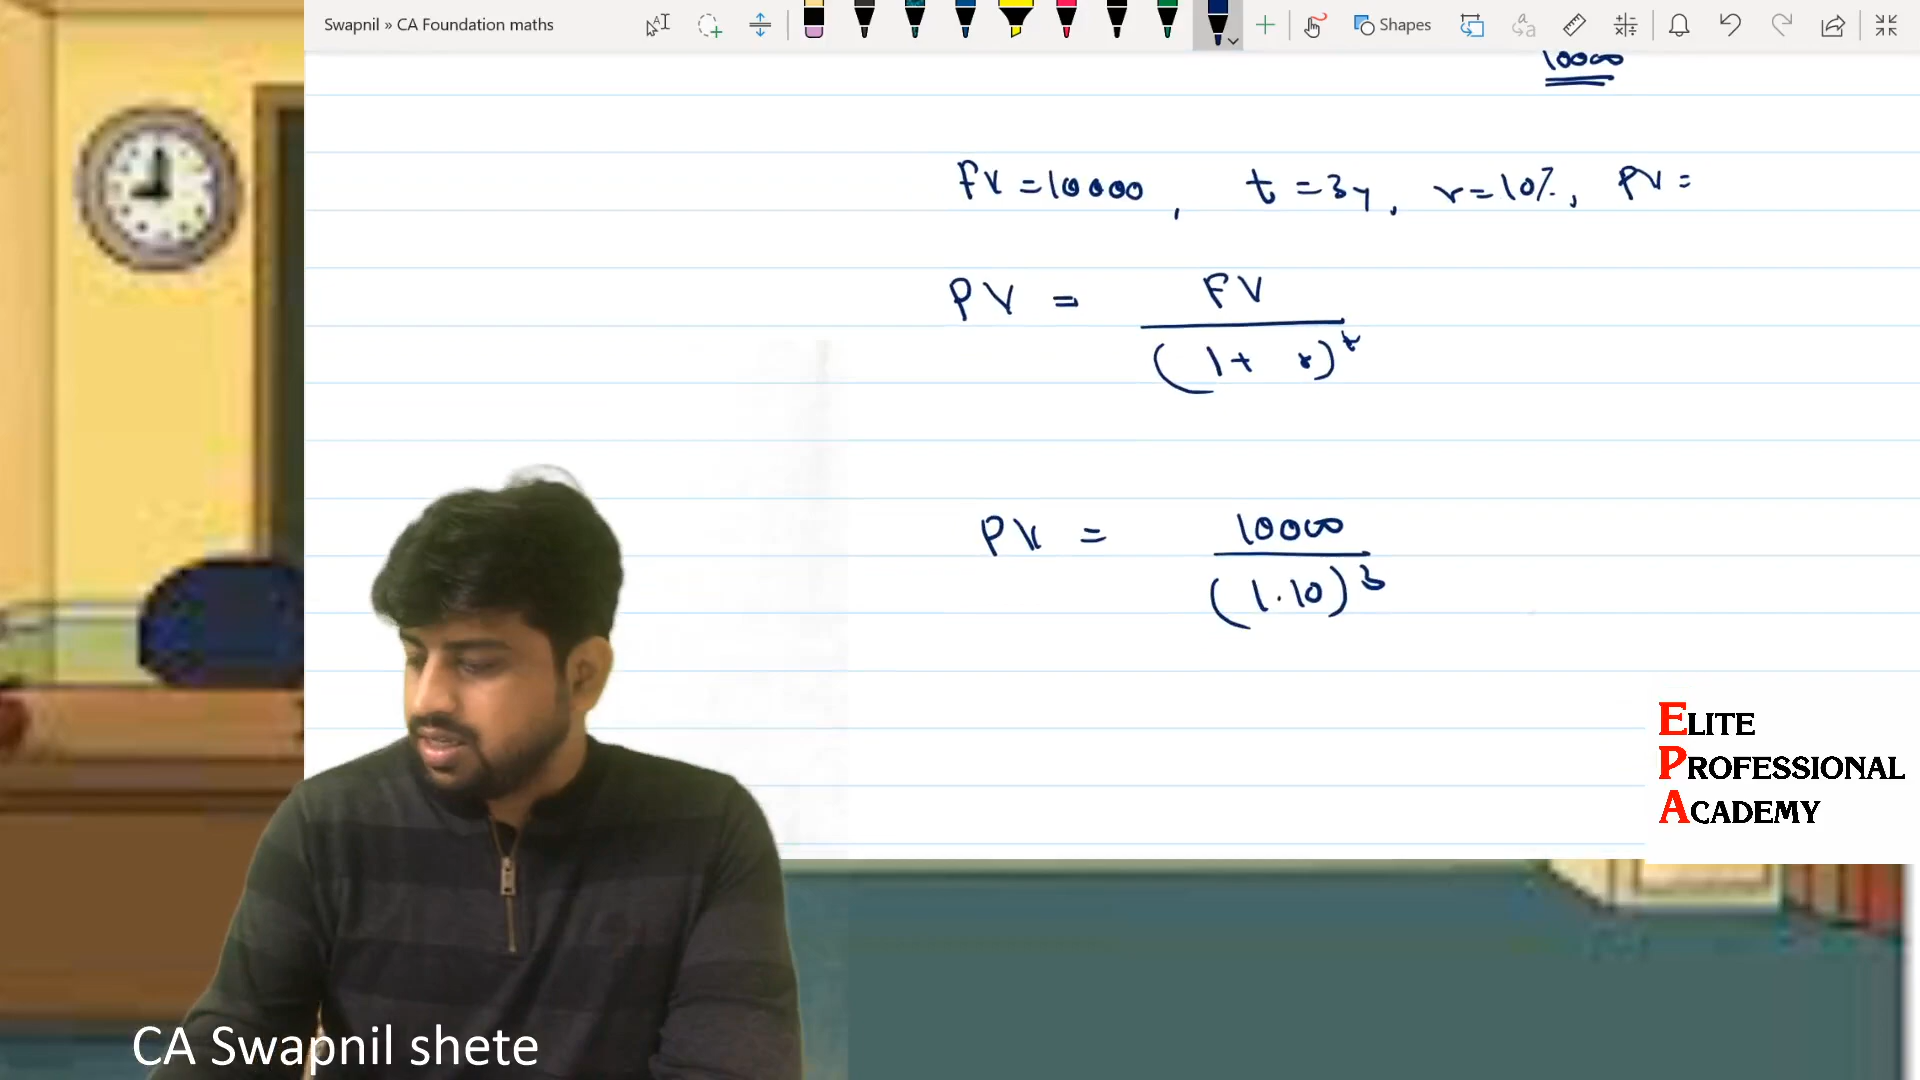 Swapnil » CA Foundation maths
Shapes
10000
FV = 10000, t = 3y, r = 10%, PV =
PV = FV
(1 + r)^t
PV = 10000
(1.10)^3
ELITE
PROFESSIONAL
ACADEMY
CA Swapnil shete